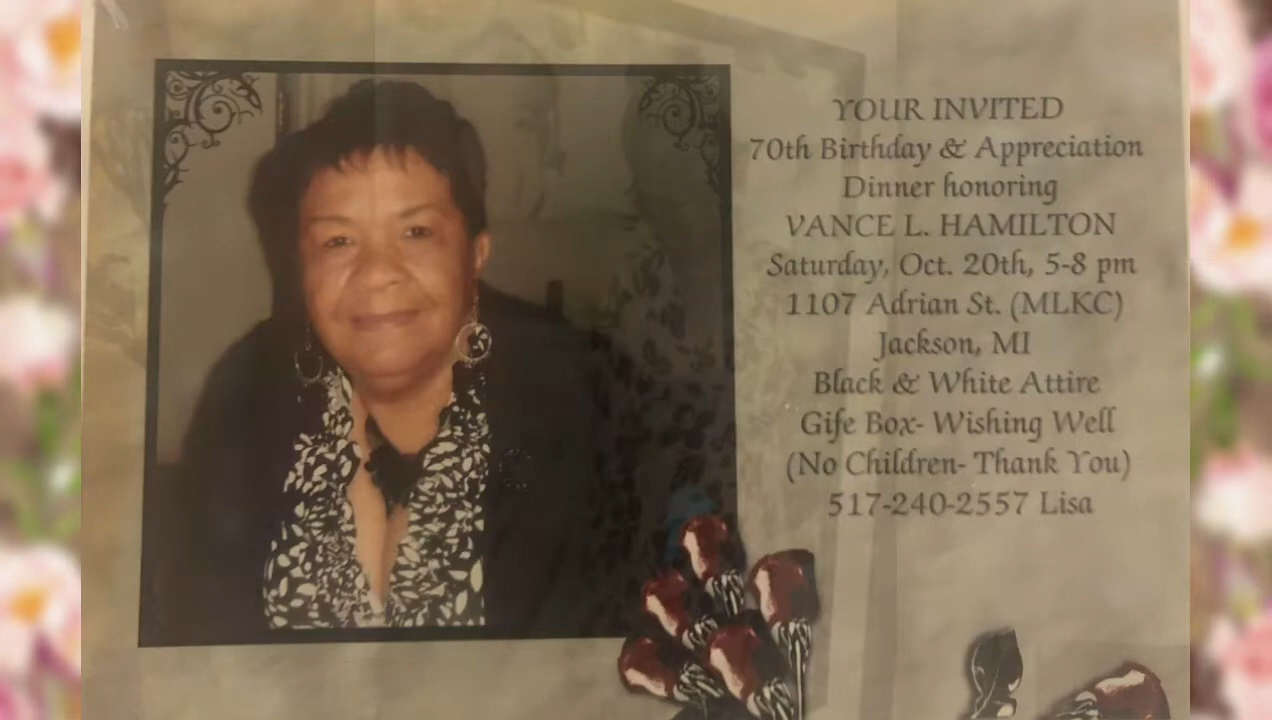 YOUR INVITED
70th Birthday & Appreciation
Dinner honoring
VANCE L. HAMILTON
Saturday, Oct. 20th, 5-8 pm
1107 Adrian St. (MLKC)
Jackson, MI
Black & White Attire
Gife Box- Wishing Well
(No Children- Thank You)
517-240-2557 Lisa